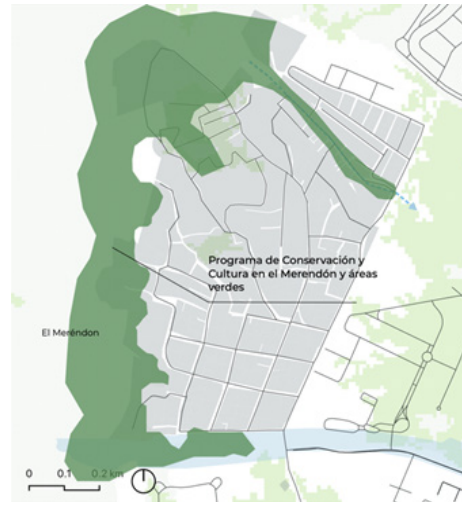 Programa de Conservación y
Cultura en el Merendón y áreas
verdes
El Meréndon
0 0.1 0.2 km